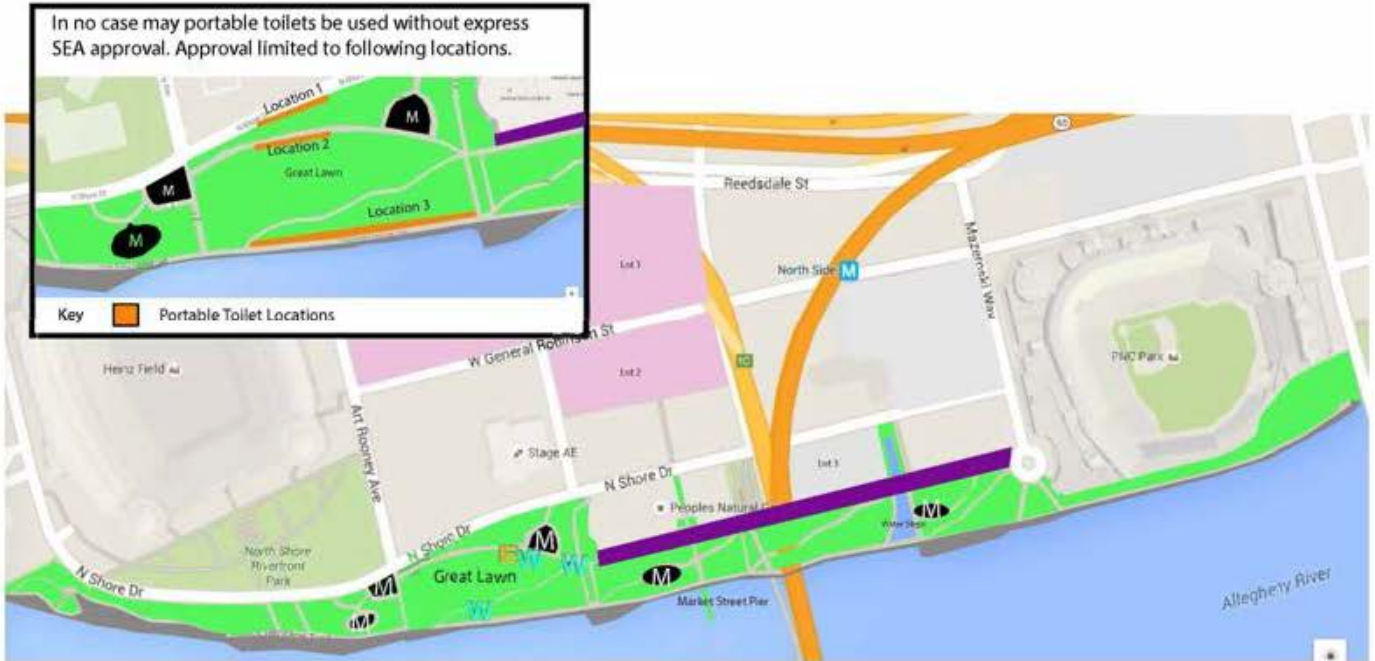 In no case may portable toilets be used without express
SEA approval. Approval limited to following locations.
Location 1
M
Location 2
Great Lawn
M
N Shore Dr
Location 3
M
Key
Portable Toilet Locations
65
Reedsdale St
Lot 1
North Side M
Mazeroski Way
W General Robinson St
Heinz Field
PNC Park
Lot 2
Art Rooney Ave
Stage AE
Lot 3
N Shore Dr
Peoples Natural
Water Steps
M
North Shore
Riverfront
Park
N Shore Dr
M
W
W
Great Lawn
M
M
N Shore Dr
W
Market Street Pier
Allegheny River
M